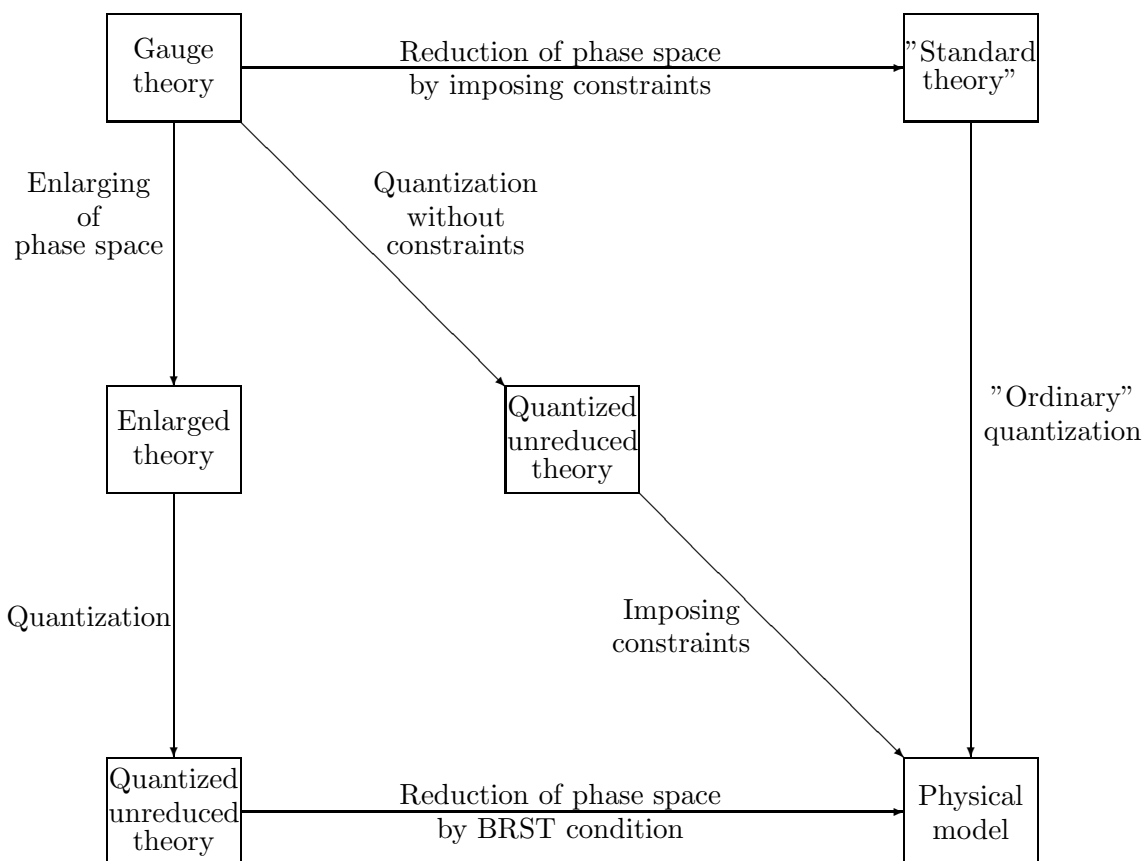 Gauge
theory
Reduction of phase space
by imposing constraints
"Standard
theory"
Enlarging
of
phase space
Quantization
without
constraints
Enlarged
theory
Quantized
unreduced
theory
"Ordinary"
quantization
Quantization
Imposing
constraints
Quantized
unreduced
theory
Reduction of phase space
by BRST condition
Physical
model